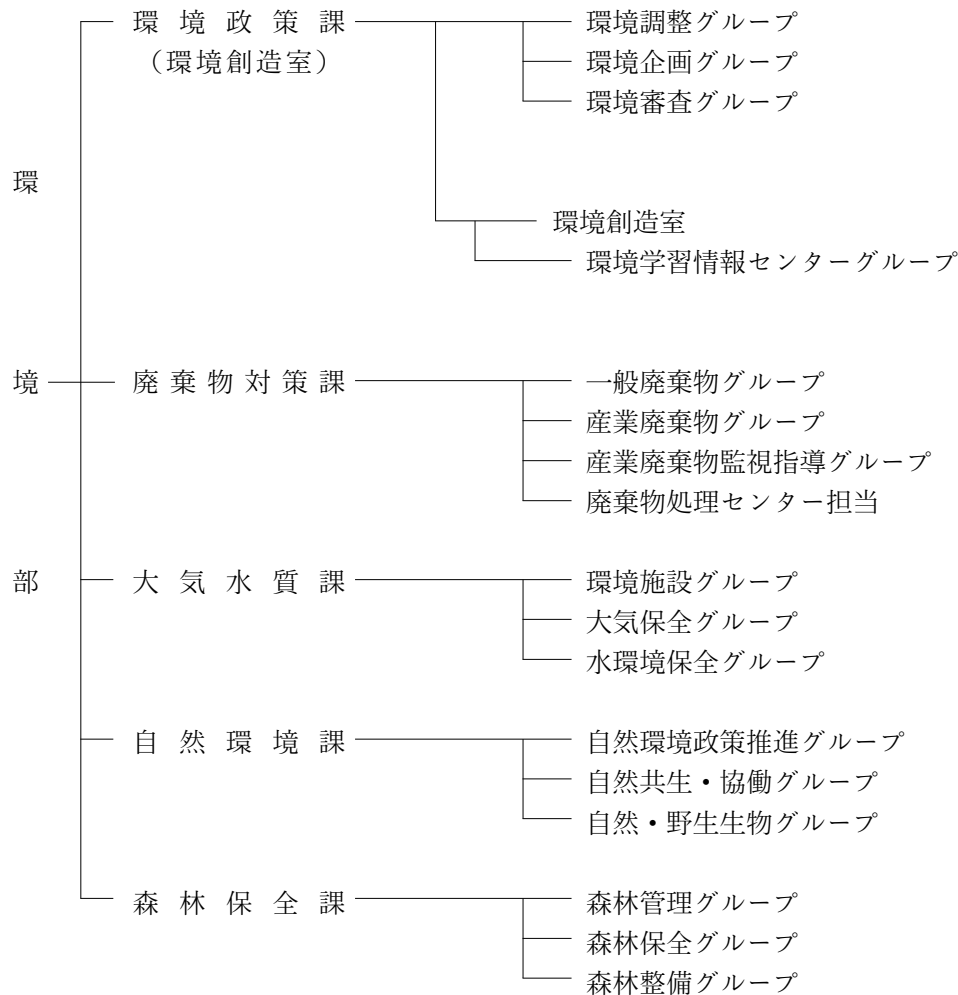 環境部
環境政策課
（環境創造室）
環境調整グループ
環境企画グループ
環境審査グループ
環境創造室
環境学習情報センターグループ
廃棄物対策課
一般廃棄物グループ
産業廃棄物グループ
産業廃棄物監視指導グループ
廃棄物処理センター担当
大気水質課
環境施設グループ
大気保全グループ
水環境保全グループ
自然環境課
自然環境政策推進グループ
自然共生・協働グループ
自然・野生生物グループ
森林保全課
森林管理グループ
森林保全グループ
森林整備グループ